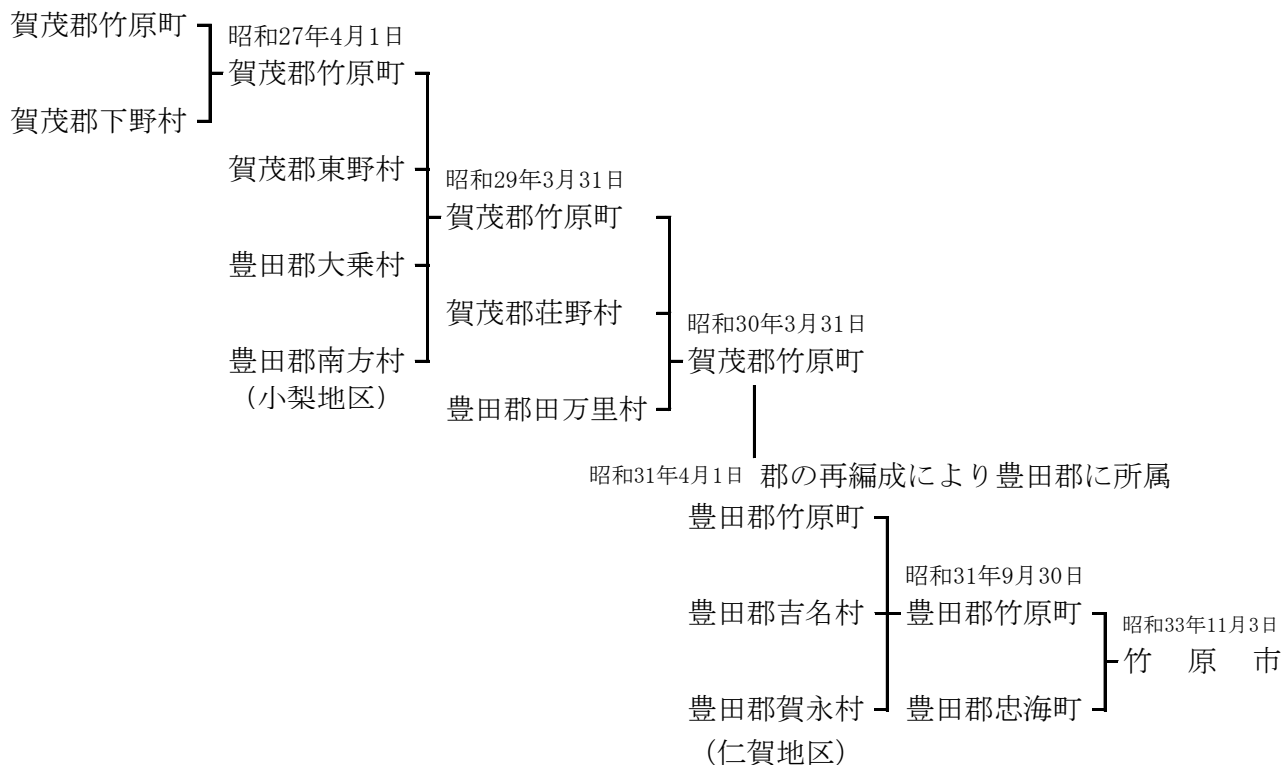 賀茂郡竹原町
昭和27年4月1日
賀茂郡竹原町
賀茂郡下野村
賀茂郡東野村
昭和29年3月31日
賀茂郡竹原町
豊田郡大乗村
賀茂郡荘野村
昭和30年3月31日
豊田郡南方村
賀茂郡竹原町
（小梨地区）
豊田郡田万里村
昭和31年4月1日 郡の再編成により豊田郡に所属
豊田郡竹原町
昭和31年9月30日
豊田郡吉名村
豊田郡竹原町
昭和33年11月3日
竹原市
豊田郡賀永村
豊田郡忠海町
（仁賀地区）